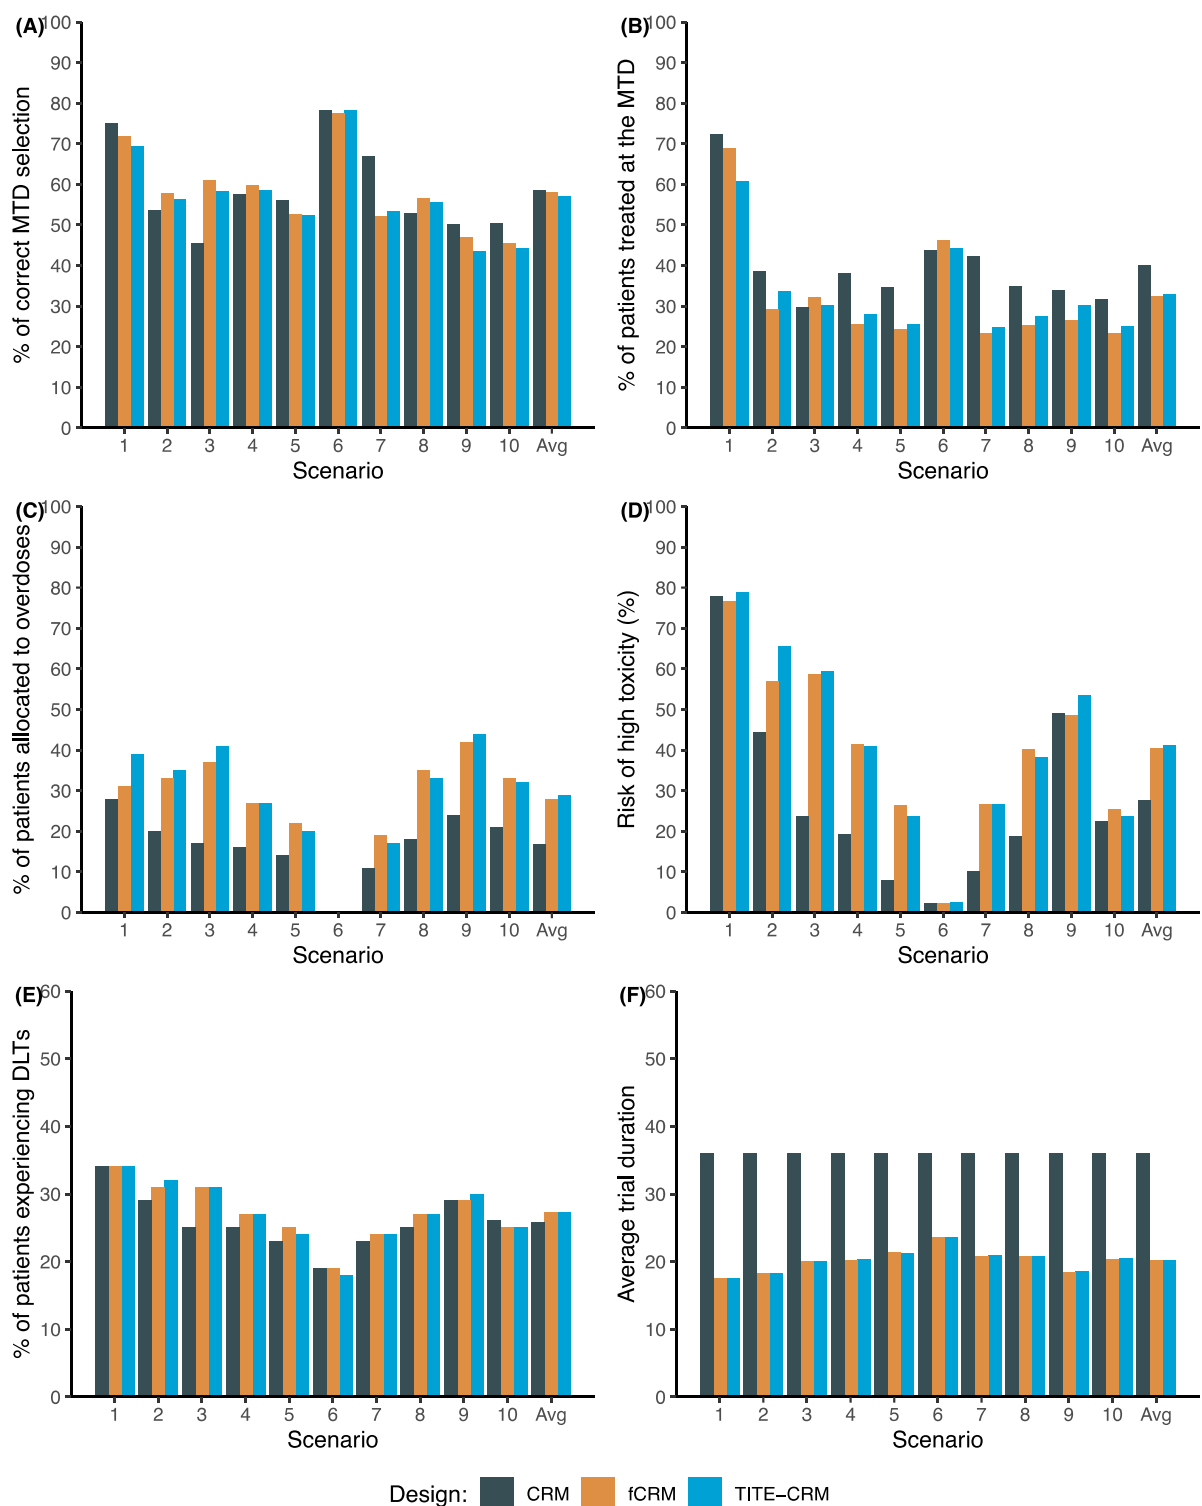 (A)
% of correct MTD selection
100
90
80
70
60
50
40
30
20
10
0
1 2 3 4 5 6 7 8 9 10 Avg
Scenario
(B)
% of patients treated at the MTD
100
90
80
70
60
50
40
30
20
10
0
1 2 3 4 5 6 7 8 9 10 Avg
Scenario
(C)
% of patients allocated to overdoses
100
90
80
70
60
50
40
30
20
10
0
1 2 3 4 5 6 7 8 9 10 Avg
Scenario
(D)
Risk of high toxicity (%)
100
90
80
70
60
50
40
30
20
10
0
1 2 3 4 5 6 7 8 9 10 Avg
Scenario
(E)
% of patients experiencing DLTs
60
50
40
30
20
10
0
1 2 3 4 5 6 7 8 9 10 Avg
Scenario
(F)
Average trial duration
60
50
40
30
20
10
0
1 2 3 4 5 6 7 8 9 10 Avg
Scenario
Design: CRM fCRM TITE−CRM